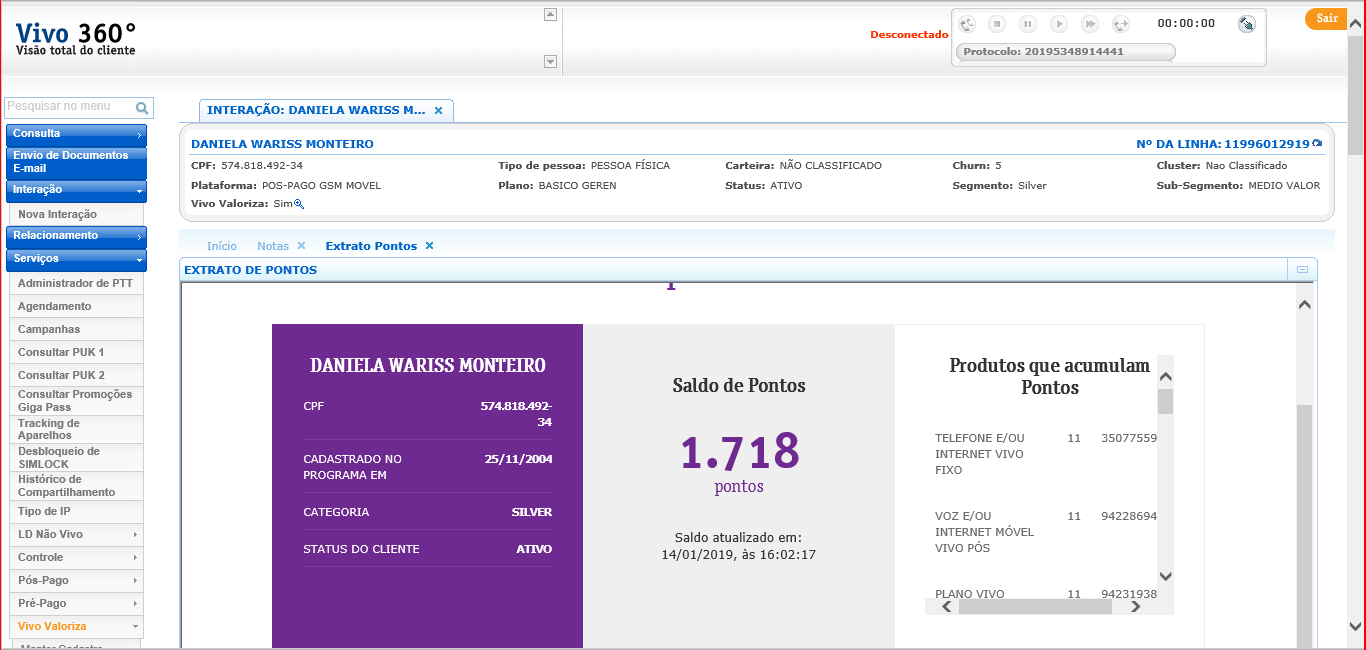 Vivo 360°
Visão total do cliente
Desconectado
00:00:00
Protocolo: 20195348914441
Sair
Pesquisar no menu
Consulta
Envio de Documentos
E-mail
Interação
Nova Interação
Relacionamento
Serviços
Administrador de PTT
Agendamento
Campanhas
Consultar PUK 1
Consultar PUK 2
Consultar Promoções
Giga Pass
Tracking de
Aparelhos
Desbloqueio de
SIMLOCK
Histórico de
Compartilhamento
Tipo de IP
LD Não Vivo
Controle
Pós-Pago
Pré-Pago
Vivo Valoriza
INTERAÇÃO: DANIELA WARISS M...
DANIELA WARISS MONTEIRO
Nº DA LINHA: 11996012919
CPF: 574.818.492-34 Tipo de pessoa: PESSOA FÍSICA Carteira: NÃO CLASSIFICADO Churn: 5 Cluster: Nao Classificado
Plataforma: POS-PAGO GSM MOVEL Plano: BASICO GEREN Status: ATIVO Segmento: Silver Sub-Segmento: MEDIO VALOR
Vivo Valoriza: Sim
Início Notas Extrato Pontos
EXTRATO DE PONTOS
DANIELA WARISS MONTEIRO
CPF 574.818.492-
34
CADASTRADO NO 25/11/2004
PROGRAMA EM
CATEGORIA SILVER
STATUS DO CLIENTE ATIVO
Saldo de Pontos
1.718
pontos
Saldo atualizado em:
14/01/2019, às 16:02:17
Produtos que acumulam
Pontos
TELEFONE E/OU 11 35077559
INTERNET VIVO
FIXO
VOZ E/OU 11 94228694
INTERNET MÓVEL
VIVO PÓS
PLANO VIVO 11 94231938